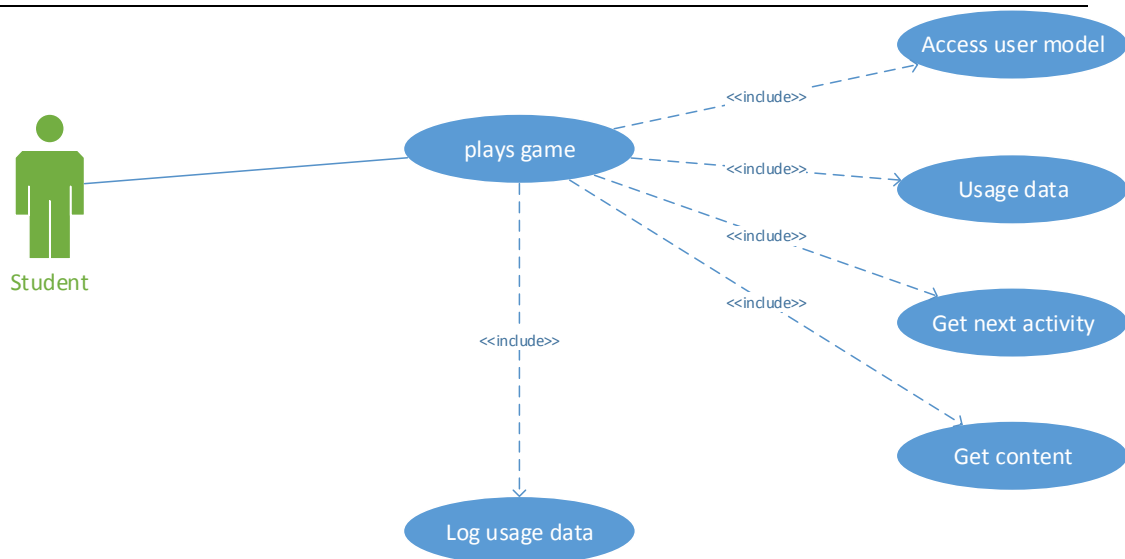 Access user model
<<include>>
plays game
<<include>>
Usage data
<<include>>
Student
<<include>>
Get next activity
<<include>>
Get content
Log usage data